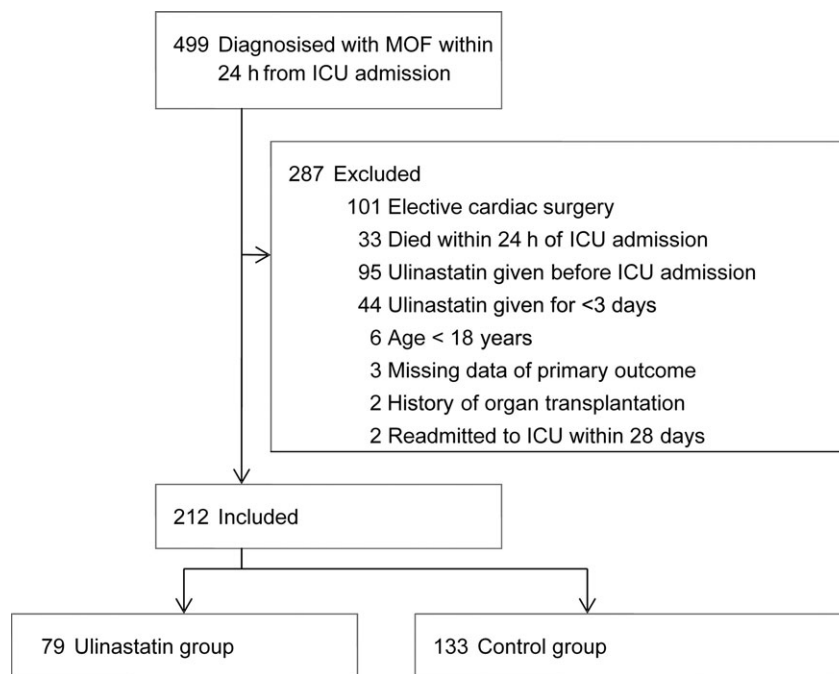 499 Diagnosised with MOF within
24 h from ICU admission
287 Excluded
101 Elective cardiac surgery
33 Died within 24 h of ICU admission
95 Ulinastatin given before ICU admission
44 Ulinastatin given for <3 days
6 Age < 18 years
3 Missing data of primary outcome
2 History of organ transplantation
2 Readmitted to ICU within 28 days
212 Included
79 Ulinastatin group
133 Control group